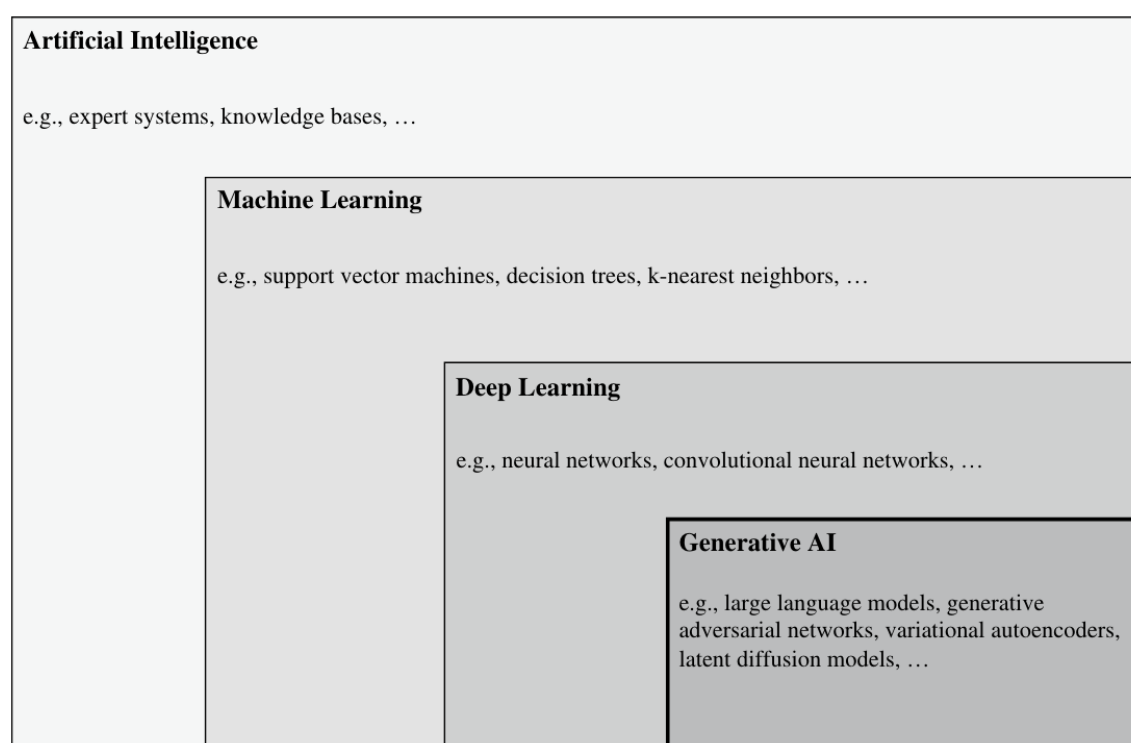 Artificial Intelligence
e.g., expert systems, knowledge bases, …
Machine Learning
e.g., support vector machines, decision trees, k-nearest neighbors, …
Deep Learning
e.g., neural networks, convolutional neural networks, …
Generative AI
e.g., large language models, generative
adversarial networks, variational autoencoders,
latent diffusion models, …